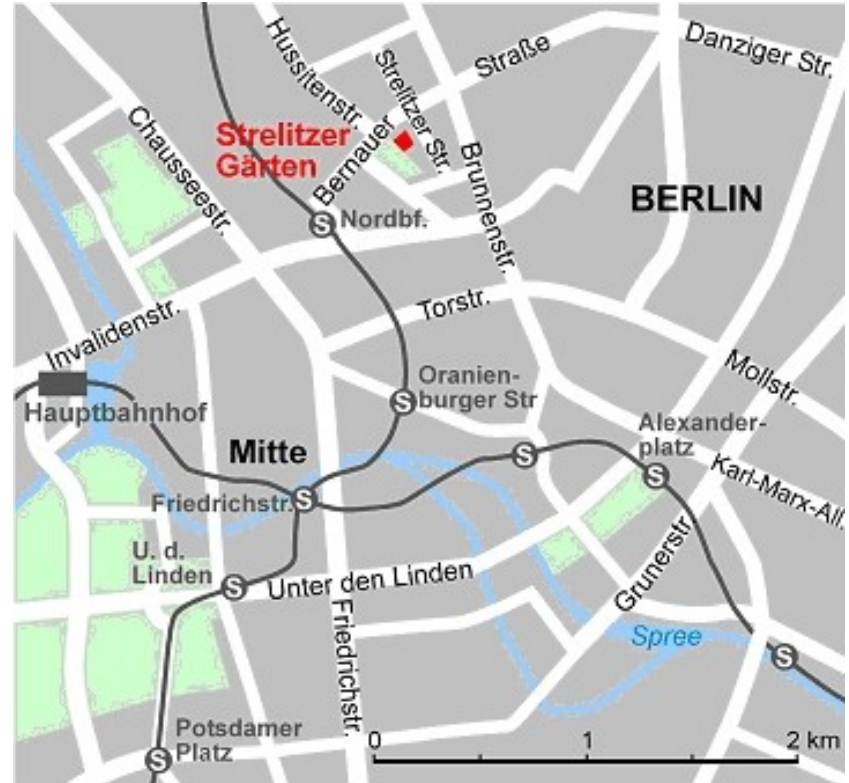 Hussitenstr.
Strelitzer Str.
Straße
Danziger Str.
Chausseestr.
Strelitzer
Gärten
Bernauer
Brunnenstr.
BERLIN
S
Nordbf.
Invalidenstr.
Torstr.
Mollstr.
Hauptbahnhof
Oranien-
S
burger Str
Alexander-
platz
S
S
Mitte
Karl-Marx-All.
Friedrichstr.
S
U. d.
Linden
S
Unter den Linden
Grunerstr.
Friedrichstr.
Spree
S
Potsdamer
Platz
S
0
1
2 km